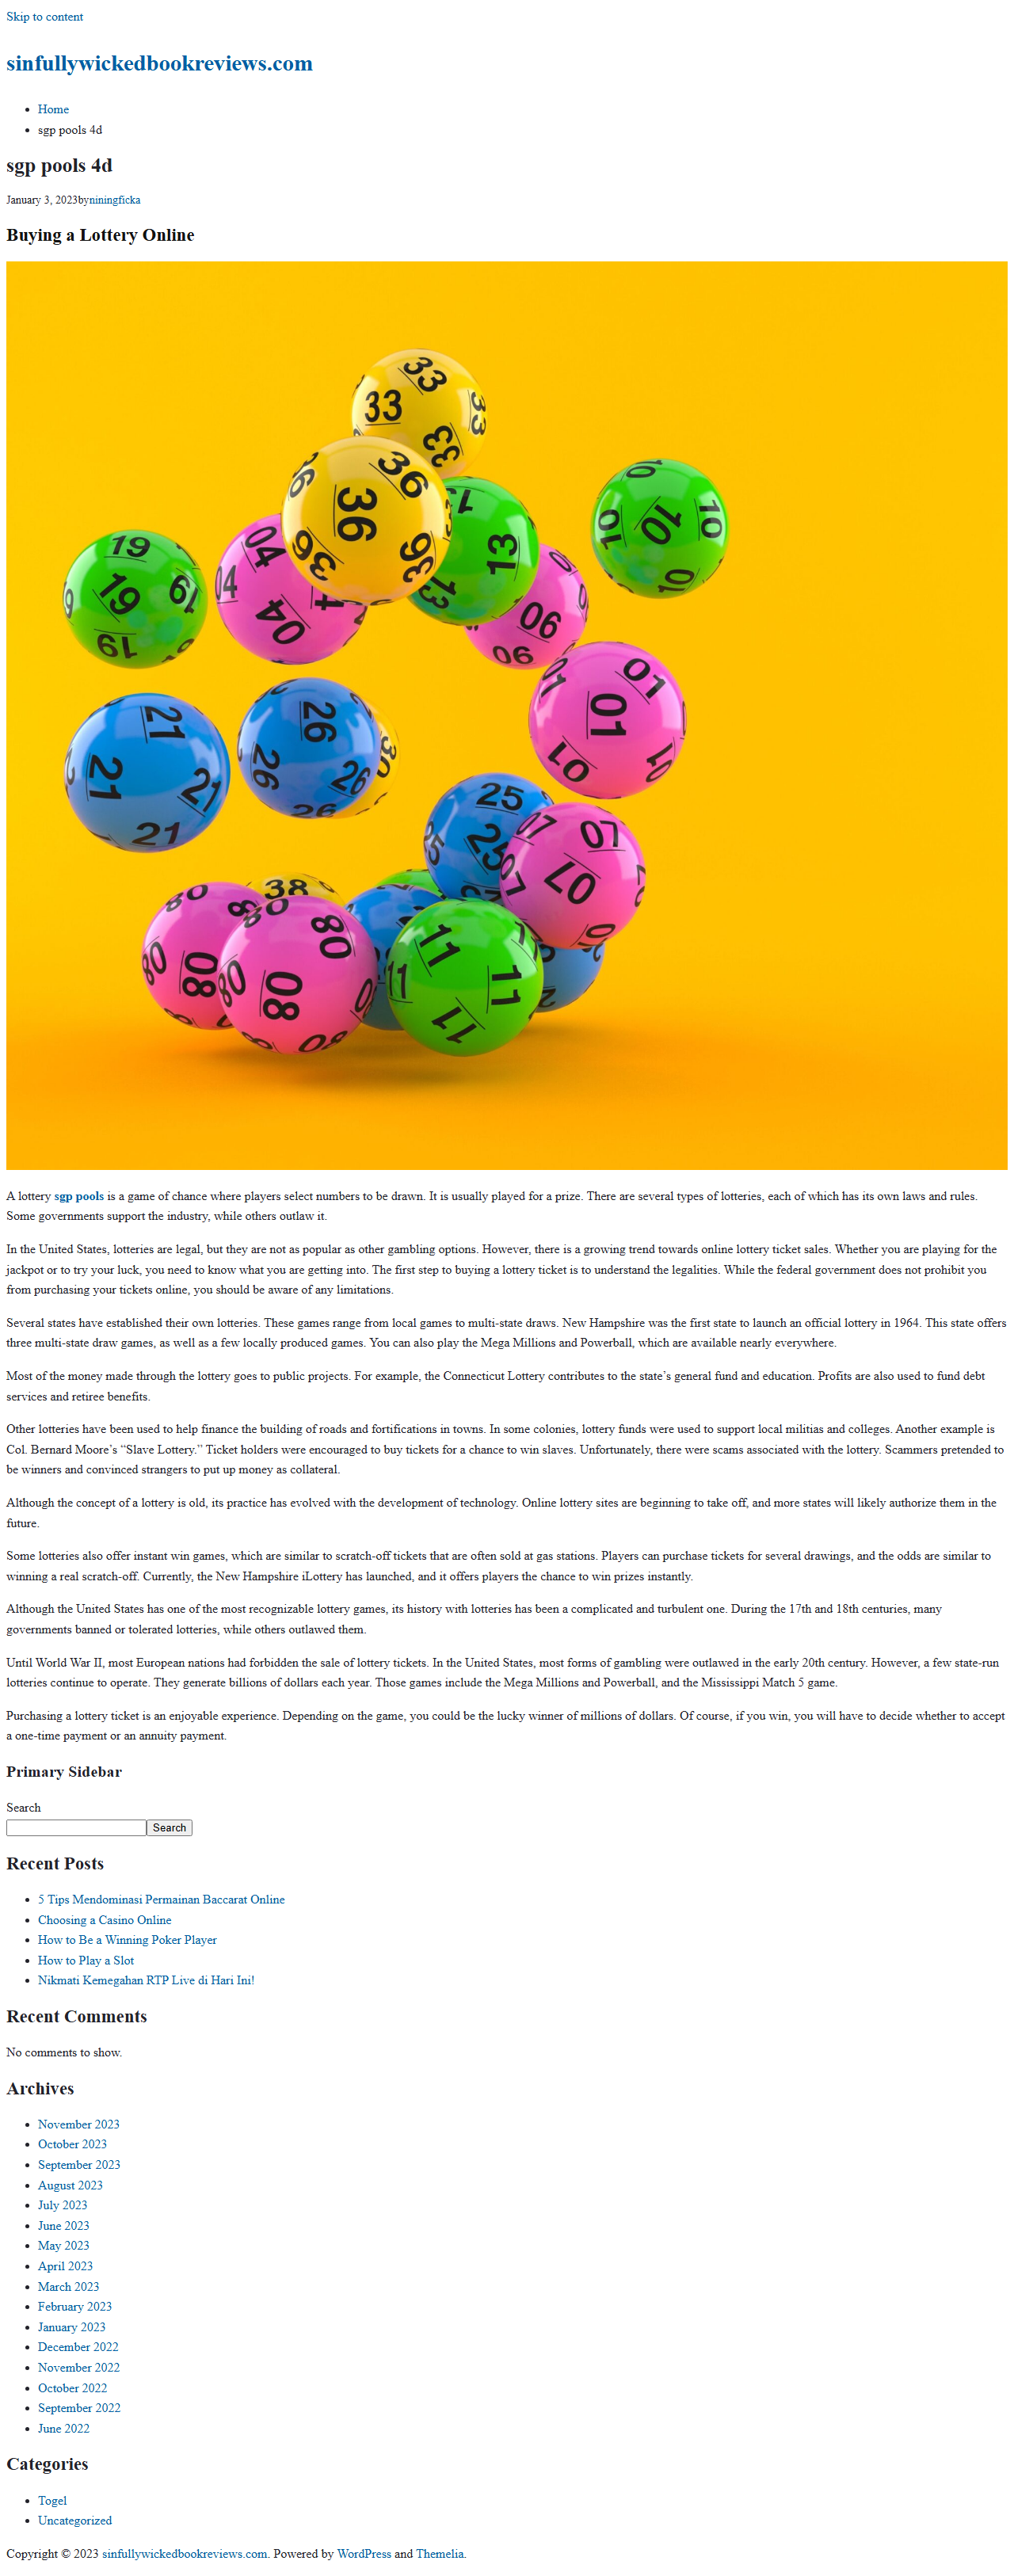 Skip to content
sinfullywickedbookreviews.com
Home
sgp pools 4d
sgp pools 4d
January 3, 2023byniningficka
Buying a Lottery Online
33
33
33
33
36
36
36
36
13
13
10
10
10
10
19
19
19
19
04
04
04
06
06
01
01
01
01
21
21
21
21
26
26
26
26
30
25
25
07
07
07
38
08
08
08
08
08
11
11
11
11
A lottery sgp pools is a game of chance where players select numbers to be drawn. It is usually played for a prize. There are several types of lotteries, each of which has its own laws and rules.
Some governments support the industry, while others outlaw it.
In the United States, lotteries are legal, but they are not as popular as other gambling options. However, there is a growing trend towards online lottery ticket sales. Whether you are playing for the
jackpot or to try your luck, you need to know what you are getting into. The first step to buying a lottery ticket is to understand the legalities. While the federal government does not prohibit you
from purchasing your tickets online, you should be aware of any limitations.
Several states have established their own lotteries. These games range from local games to multi-state draws. New Hampshire was the first state to launch an official lottery in 1964. This state offers
three multi-state draw games, as well as a few locally produced games. You can also play the Mega Millions and Powerball, which are available nearly everywhere.
Most of the money made through the lottery goes to public projects. For example, the Connecticut Lottery contributes to the state’s general fund and education. Profits are also used to fund debt
services and retiree benefits.
Other lotteries have been used to help finance the building of roads and fortifications in towns. In some colonies, lottery funds were used to support local militias and colleges. Another example is
Col. Bernard Moore’s “Slave Lottery.” Ticket holders were encouraged to buy tickets for a chance to win slaves. Unfortunately, there were scams associated with the lottery. Scammers pretended to
be winners and convinced strangers to put up money as collateral.
Although the concept of a lottery is old, its practice has evolved with the development of technology. Online lottery sites are beginning to take off, and more states will likely authorize them in the
future.
Some lotteries also offer instant win games, which are similar to scratch-off tickets that are often sold at gas stations. Players can purchase tickets for several drawings, and the odds are similar to
winning a real scratch-off. Currently, the New Hampshire iLottery has launched, and it offers players the chance to win prizes instantly.
Although the United States has one of the most recognizable lottery games, its history with lotteries has been a complicated and turbulent one. During the 17th and 18th centuries, many
governments banned or tolerated lotteries, while others outlawed them.
Until World War II, most European nations had forbidden the sale of lottery tickets. In the United States, most forms of gambling were outlawed in the early 20th century. However, a few state-run
lotteries continue to operate. They generate billions of dollars each year. Those games include the Mega Millions and Powerball, and the Mississippi Match 5 game.
Purchasing a lottery ticket is an enjoyable experience. Depending on the game, you could be the lucky winner of millions of dollars. Of course, if you win, you will have to decide whether to accept
a one-time payment or an annuity payment.
Primary Sidebar
Search
Search
Recent Posts
5 Tips Mendominasi Permainan Baccarat Online
Choosing a Casino Online
How to Be a Winning Poker Player
How to Play a Slot
Nikmati Kemegahan RTP Live di Hari Ini!
Recent Comments
No comments to show.
Archives
November 2023
October 2023
September 2023
August 2023
July 2023
June 2023
May 2023
April 2023
March 2023
February 2023
January 2023
December 2022
November 2022
October 2022
September 2022
June 2022
Categories
Togel
Uncategorized
Copyright © 2023 sinfullywickedbookreviews.com. Powered by WordPress and Themelia.